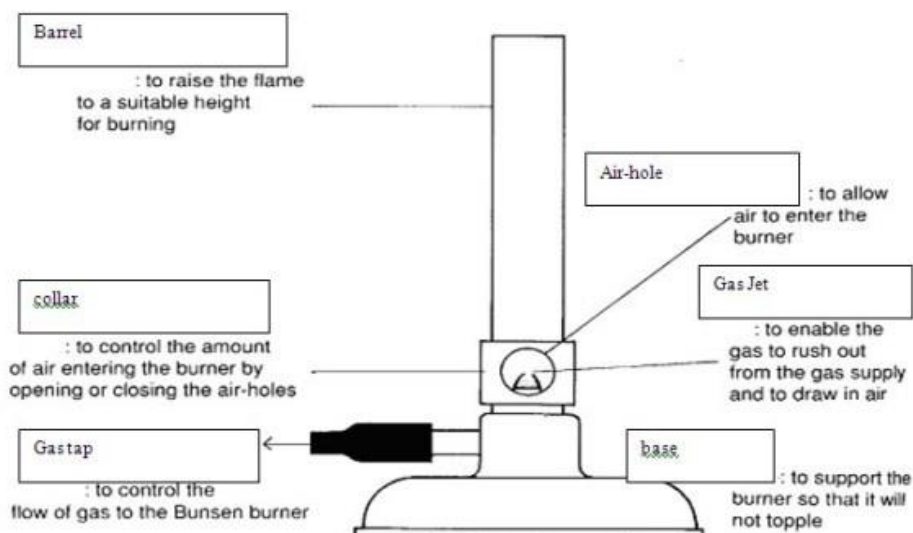 Barrel
: to raise the flame
to a suitable height
for burning
Air-hole
: to allow
air to enter the
burner
collar
: to control the amount
of air entering the burner by
opening or closing the air-holes
Gas Jet
: to enable the
gas to rush out
from the gas supply
and to draw in air
Gas tap
: to control the
flow of gas to the Bunsen burner
base
: to support the
burner so that it will
not topple